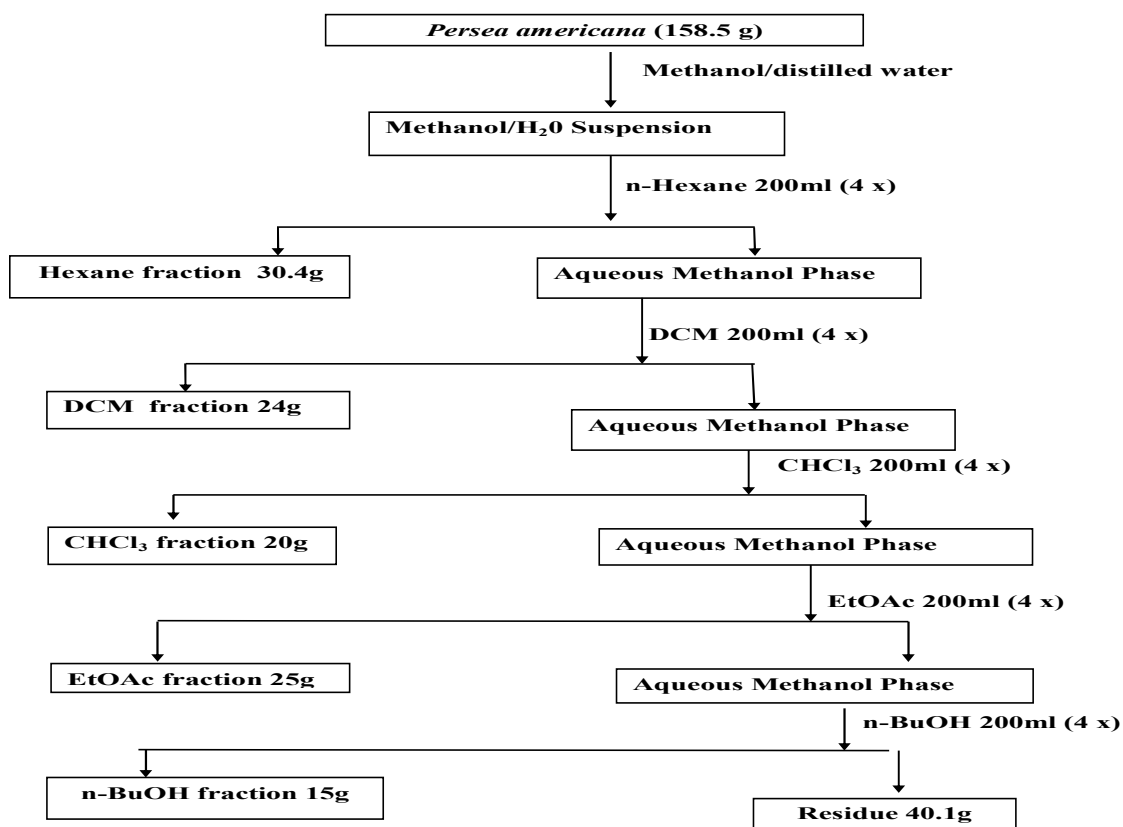 Persea americana (158.5 g)
Methanol/distilled water
Methanol/H₂0 Suspension
n-Hexane 200ml (4 x)
Hexane fraction 30.4g
Aqueous Methanol Phase
DCM 200ml (4 x)
DCM fraction 24g
Aqueous Methanol Phase
CHCl₃ 200ml (4 x)
CHCl₃ fraction 20g
Aqueous Methanol Phase
EtOAc 200ml (4 x)
EtOAc fraction 25g
Aqueous Methanol Phase
n-BuOH 200ml (4 x)
n-BuOH fraction 15g
Residue 40.1g